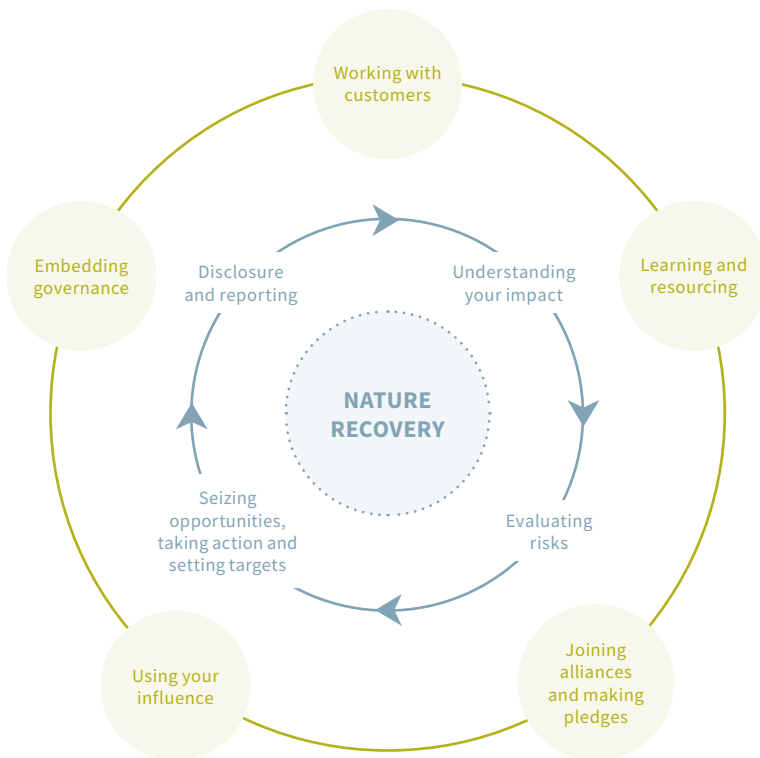 Working with
customers
Embedding
governance
Learning and
resourcing
Disclosure
and reporting
Understanding
your impact
NATURE
RECOVERY
Seizing
opportunities,
taking action and
setting targets
Evaluating
risks
Using your
influence
Joining
alliances
and making
pledges